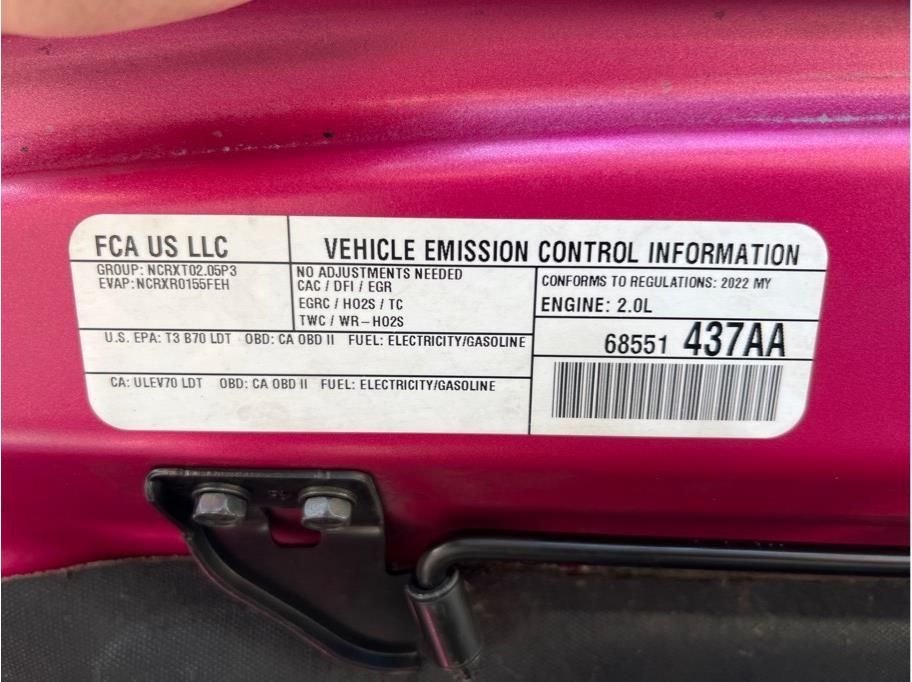 FCA US LLC
VEHICLE EMISSION CONTROL INFORMATION
GROUP: NCRXT02.05P3
EVAP: NCRXR0155FEH
NO ADJUSTMENTS NEEDED
CAC / DFI / EGR
EGRC / HO2S / TC
TWC / WR–HO2S
CONFORMS TO REGULATIONS: 2022 MY
ENGINE: 2.0L
U.S. EPA: T3 B70 LDT OBD: CA OBD II FUEL: ELECTRICITY/GASOLINE
68551 437AA
CA: ULEV70 LDT OBD: CA OBD II FUEL: ELECTRICITY/GASOLINE